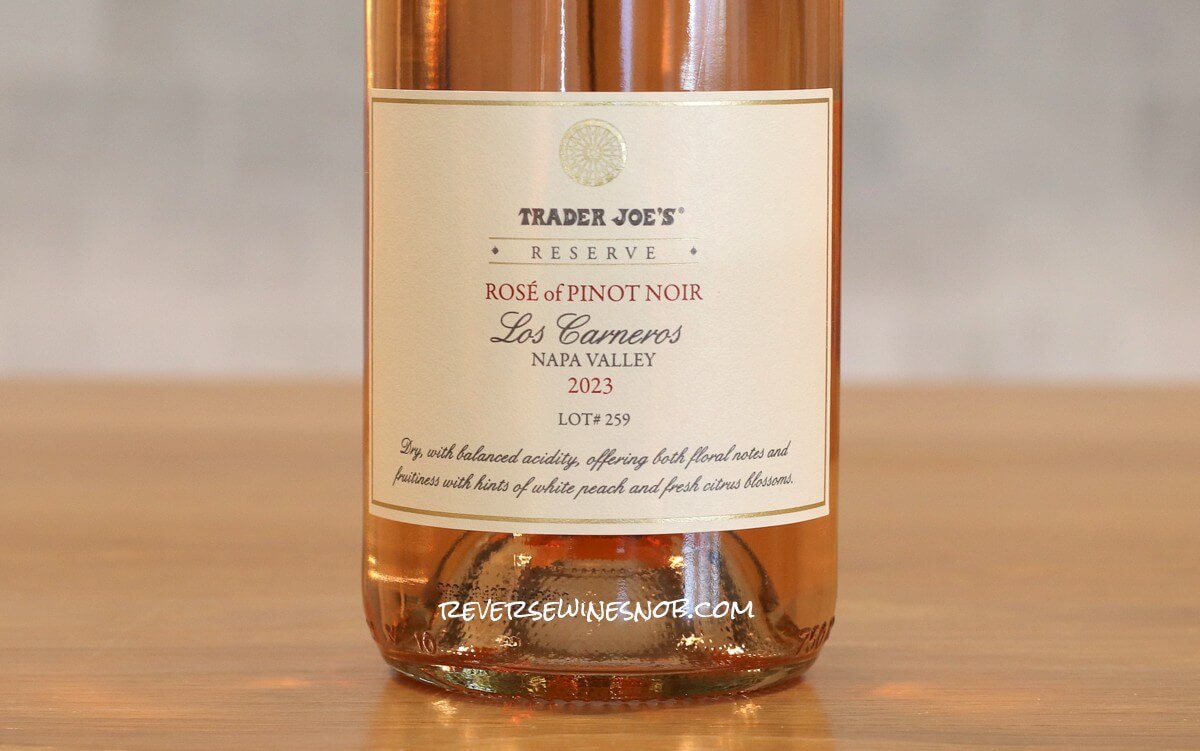 TRADER JOE'S®
RESERVE
ROSÉ of PINOT NOIR
Los Carneros
NAPA VALLEY
2023
LOT# 259
Dry, with balanced acidity, offering both floral notes and
fruitiness with hints of white peach and fresh citrus blossoms.
REVERSEWINESNOB.COM